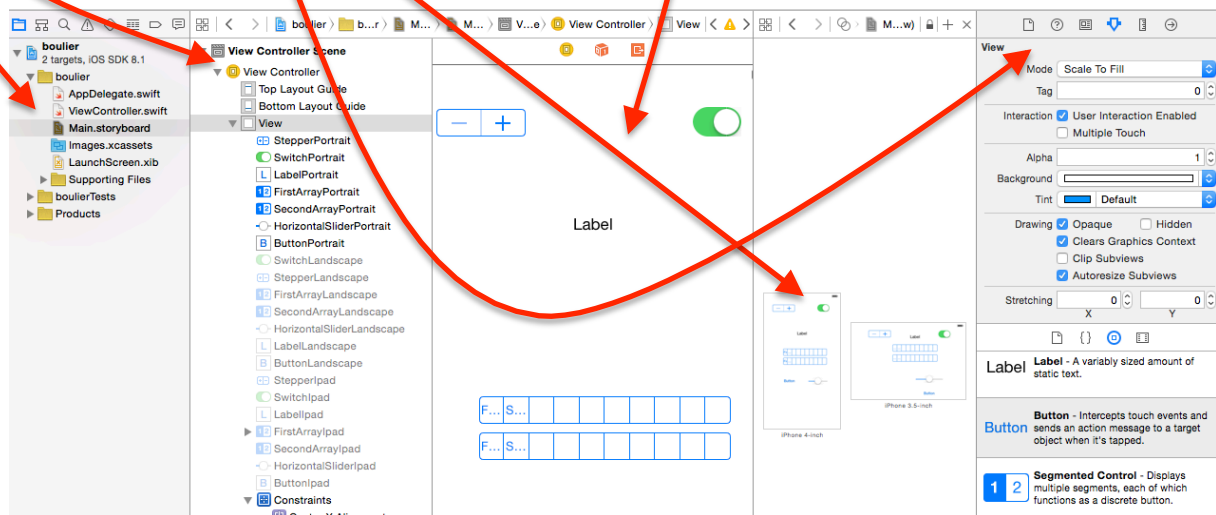 boulier
b...r
M...
M...
V...e)
View Controller
View
M...w)
boulier
2 targets, iOS SDK 8.1
boulier
AppDelegate.swift
ViewController.swift
Main.storyboard
Images.xcassets
LaunchScreen.xib
Supporting Files
boulierTests
Products
View Controller Scene
View Controller
Top Layout Guide
Bottom Layout Guide
View
StepperPortrait
SwitchPortrait
LabelPortrait
FirstArrayPortrait
SecondArrayPortrait
HorizontalSliderPortrait
ButtonPortrait
SwitchLandscape
StepperLandscape
FirstArrayLandscape
SecondArrayLandscape
HorizontalSliderLandscape
LabelLandscape
ButtonLandscape
StepperIpad
SwitchIpad
LabelIpad
FirstArrayIpad
SecondArrayIpad
HorizontalSliderIpad
ButtonIpad
Constraints
Label
F... S...
F... S...
Label
Button
iPhone 4-inch
Label
Button
iPhone 3.5-inch
View
Mode Scale To Fill
Tag 0
Interaction User Interaction Enabled
Multiple Touch
Alpha 1
Background
Tint Default
Drawing Opaque Hidden
Clears Graphics Context
Clip Subviews
Autoresize Subviews
Stretching 0 0
X Y
Label Label - A variably sized amount of
static text.
Button - Intercepts touch events and
Button sends an action message to a target
object when it's tapped.
Segmented Control - Displays
1 2 multiple segments, each of which
functions as a discrete button.